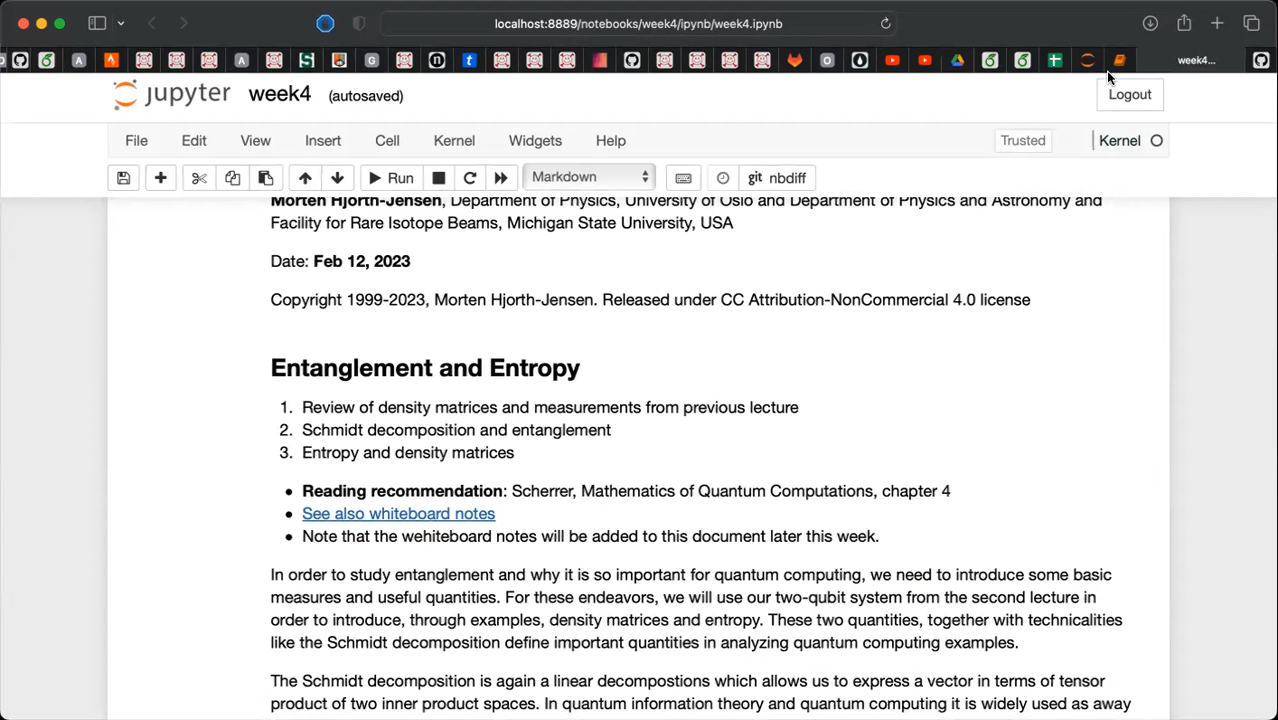 localhost:8889/notebooks/week4/ipynb/week4.ipynb
week4...
jupyter week4 (autosaved)
Logout
File Edit View Insert Cell Kernel Widgets Help
Trusted Kernel
Run Markdown git nbdiff
Morten Hjorth-Jensen, Department of Physics, University of Oslo and Department of Physics and Astronomy and
Facility for Rare Isotope Beams, Michigan State University, USA
Date: Feb 12, 2023
Copyright 1999-2023, Morten Hjorth-Jensen. Released under CC Attribution-NonCommercial 4.0 license
Entanglement and Entropy
1. Review of density matrices and measurements from previous lecture
2. Schmidt decomposition and entanglement
3. Entropy and density matrices
• Reading recommendation: Scherrer, Mathematics of Quantum Computations, chapter 4
• See also whiteboard notes
• Note that the wehiteboard notes will be added to this document later this week.
In order to study entanglement and why it is so important for quantum computing, we need to introduce some basic
measures and useful quantities. For these endeavors, we will use our two-qubit system from the second lecture in
order to introduce, through examples, density matrices and entropy. These two quantities, together with technicalities
like the Schmidt decomposition define important quantities in analyzing quantum computing examples.
The Schmidt decomposition is again a linear decompostions which allows us to express a vector in terms of tensor
product of two inner product spaces. In quantum information theory and quantum computing it is widely used as away